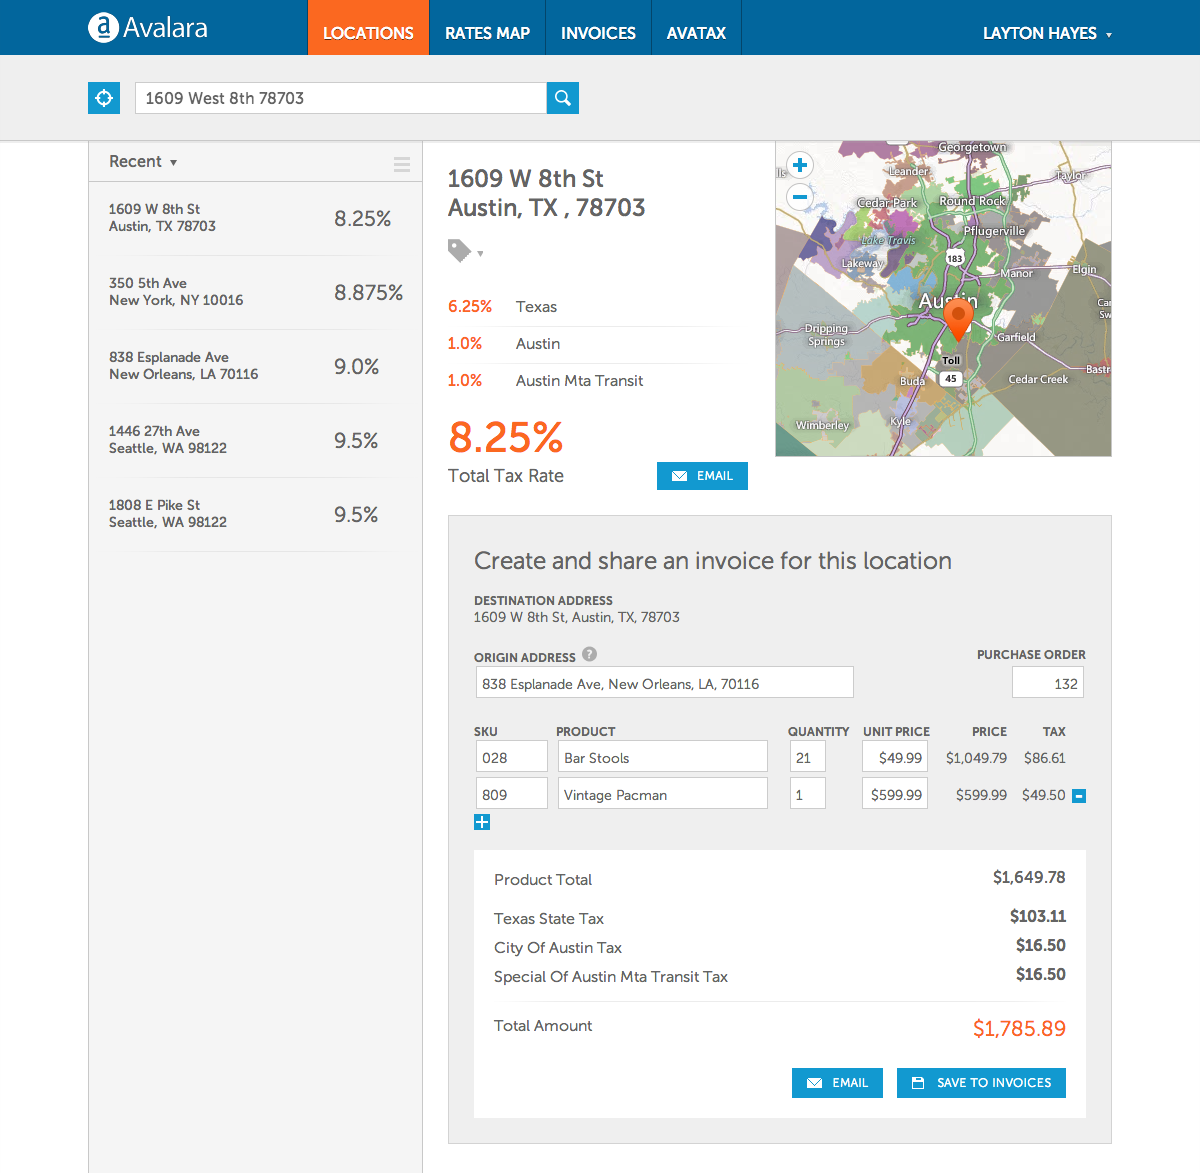 Avalara
LOCATIONS
RATES MAP
INVOICES
AVATAX
LAYTON HAYES
1609 West 8th 78703
Recent
1609 W 8th St
Austin, TX 78703
8.25%
350 5th Ave
New York, NY 10016
8.875%
838 Esplanade Ave
New Orleans, LA 70116
9.0%
1446 27th Ave
Seattle, WA 98122
9.5%
1808 E Pike St
Seattle, WA 98122
9.5%
1609 W 8th St
Austin, TX , 78703
6.25% Texas
1.0% Austin
1.0% Austin Mta Transit
8.25%
Total Tax Rate
EMAIL
Georgetown
Leander
Taylor
Cedar Park
Round Rock
Pflugerville
Lake Travis
Lakeway
183
Manor
Elgin
Austin
Dripping
Springs
Garfield
Toll
45
Buda
Cedar Creek
Wimberley
Kyle
Create and share an invoice for this location
DESTINATION ADDRESS
1609 W 8th St, Austin, TX, 78703
ORIGIN ADDRESS ?
PURCHASE ORDER
838 Esplanade Ave, New Orleans, LA, 70116
132
SKU PRODUCT QUANTITY UNIT PRICE PRICE TAX
028 Bar Stools 21 $49.99 $1,049.79 $86.61
809 Vintage Pacman 1 $599.99 $599.99 $49.50
Product Total $1,649.78
Texas State Tax $103.11
City Of Austin Tax $16.50
Special Of Austin Mta Transit Tax $16.50
Total Amount $1,785.89
EMAIL
SAVE TO INVOICES